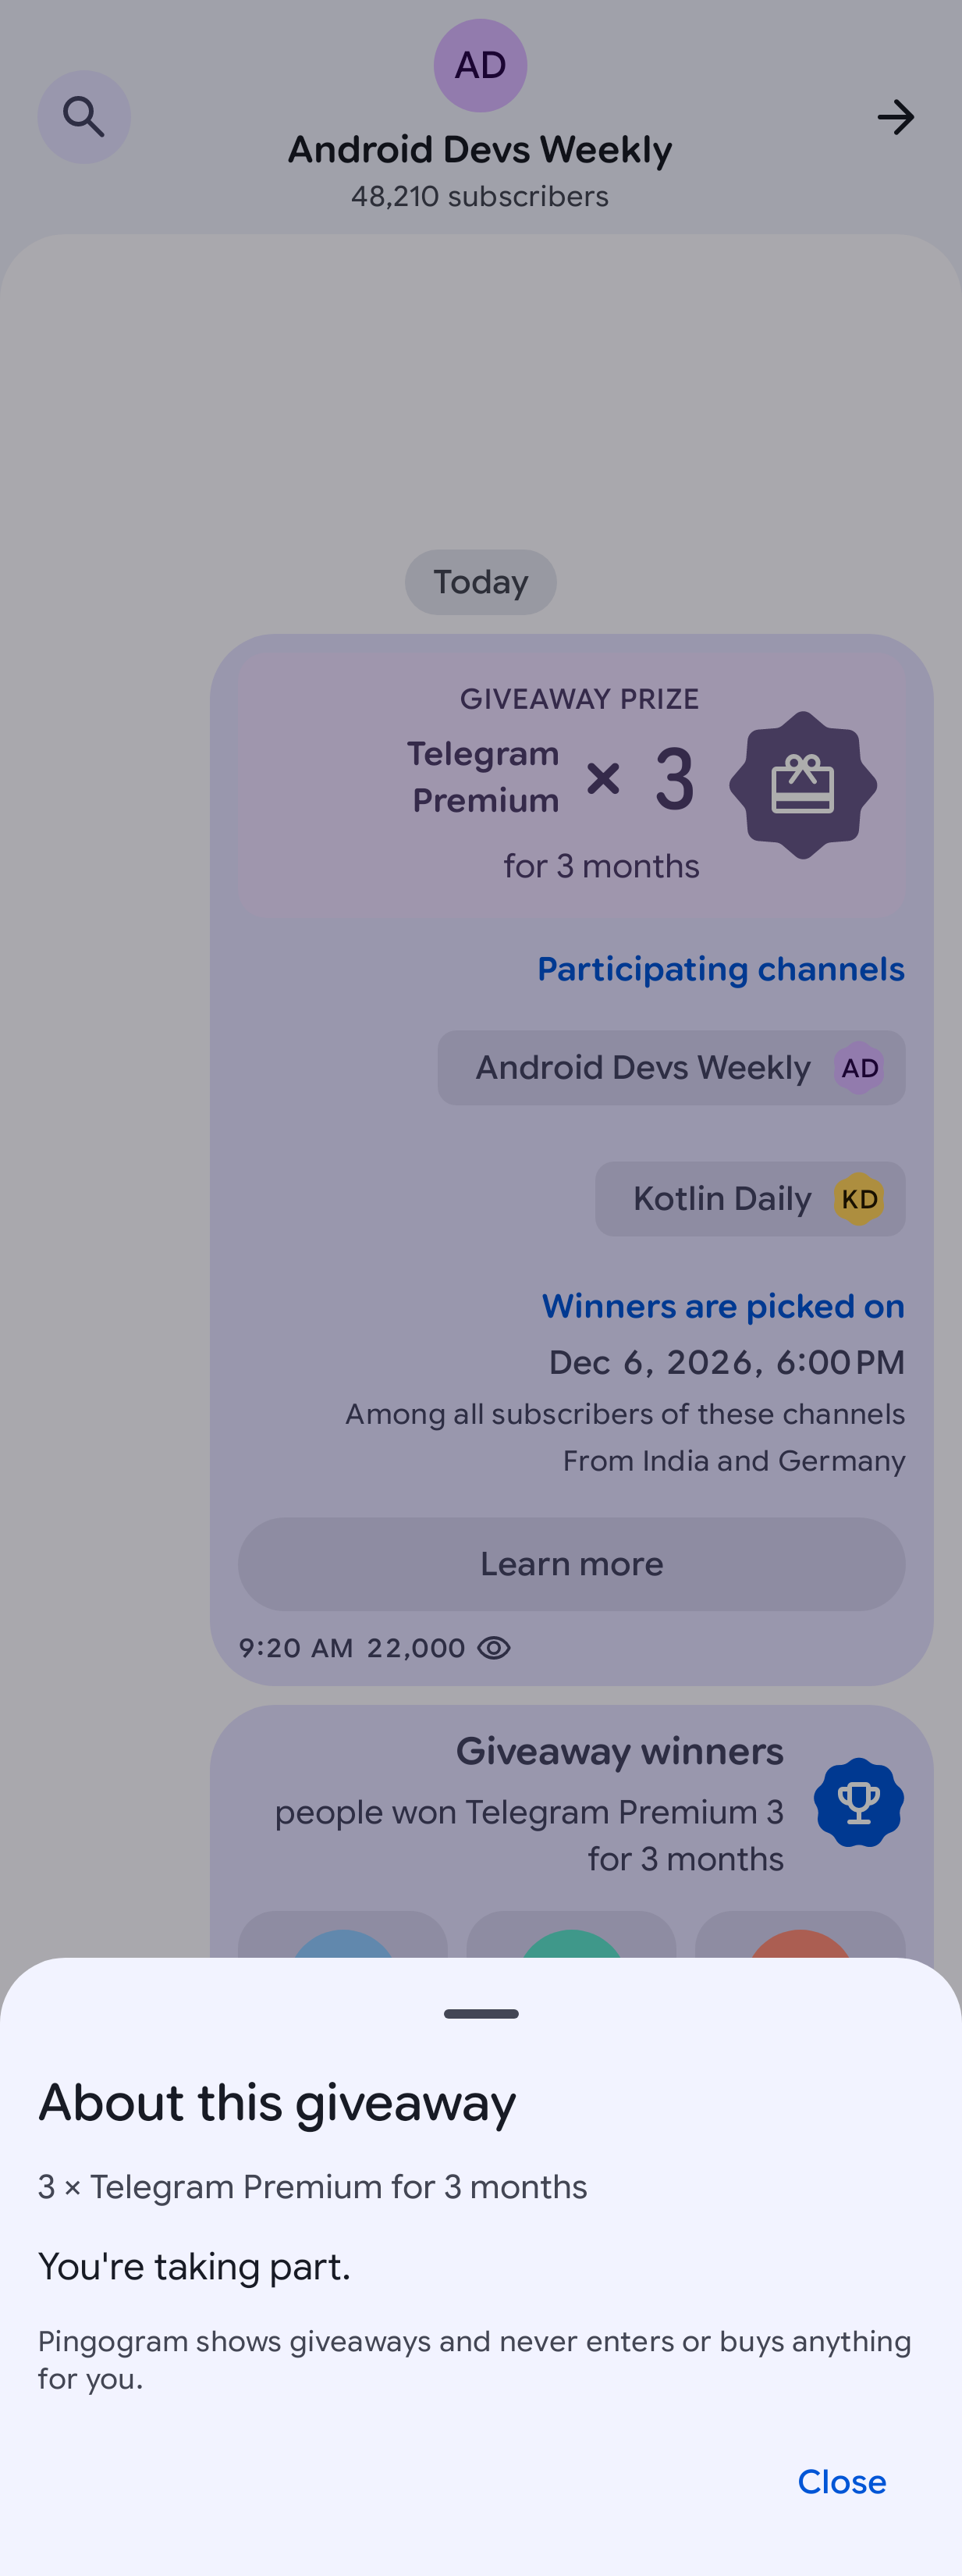 AD
Android Devs Weekly
48,210 subscribers
Today
GIVEAWAY PRIZE
Telegram
Premium
× 3
for 3 months
Participating channels
Android Devs Weekly AD
Kotlin Daily KD
Winners are picked on
Dec 6, 2026, 6:00 PM
Among all subscribers of these channels
From India and Germany
Learn more
9:20 AM 22,000
Giveaway winners
people won Telegram Premium 3
for 3 months
About this giveaway
3 × Telegram Premium for 3 months
You're taking part.
Pingogram shows giveaways and never enters or buys anything
for you.
Close